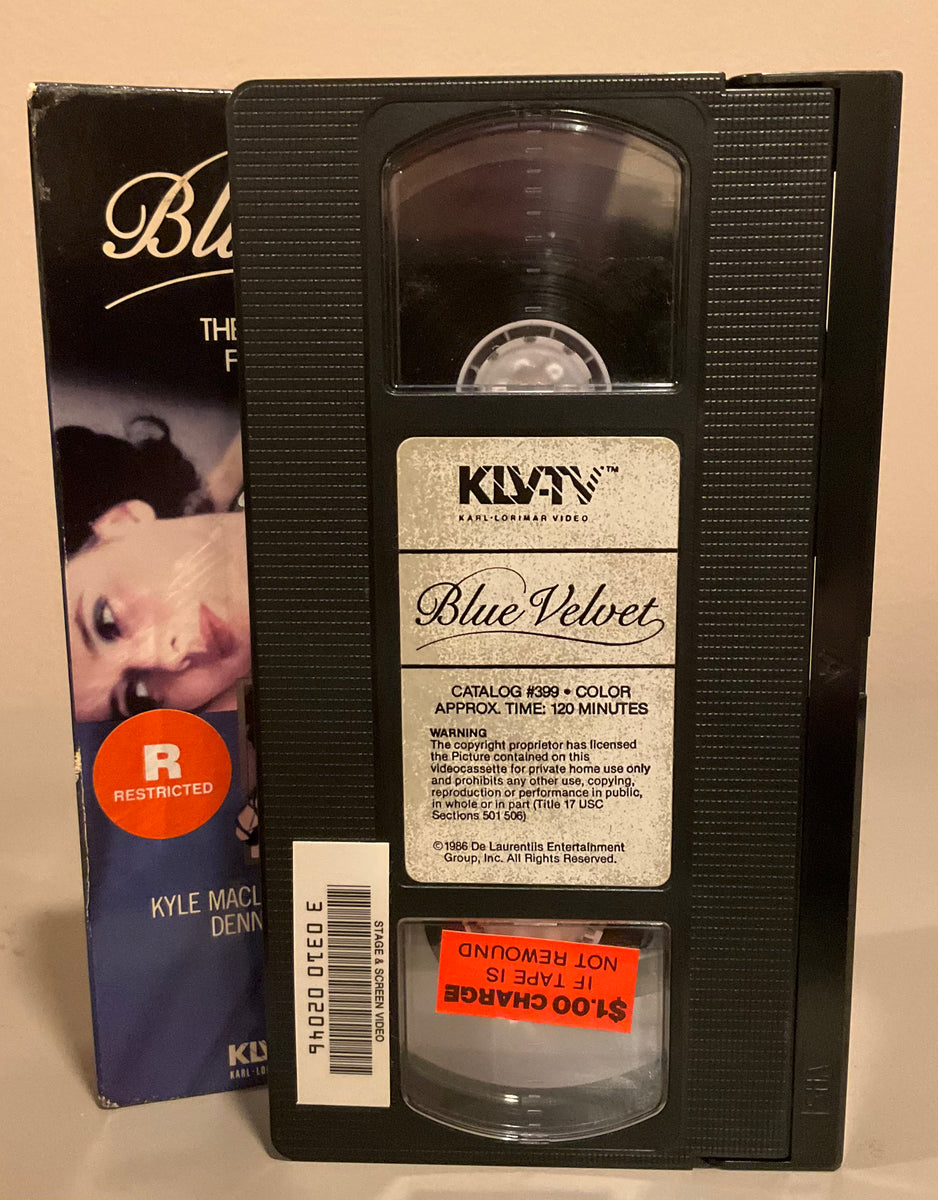 Blu
THE
F
R
RESTRICTED
KYLE MACL
DENN
KLV
KARL·LO
KLV-TV™
KARL·LORIMAR VIDEO
Blue Velvet
CATALOG #399 • COLOR
APPROX. TIME: 120 MINUTES
WARNING
The copyright proprietor has licensed
the Picture contained on this
videocassette for private home use only
and prohibits any other use, copying,
reproduction or performance in public,
in whole or in part (Title 17 USC
Sections 501 506)
©1986 De Laurentiis Entertainment
Group, Inc. All Rights Reserved.
STAGE & SCREEN VIDEO
3 0310 02046
$1.00 CHARGE
IF TAPE IS
NOT REWOUND